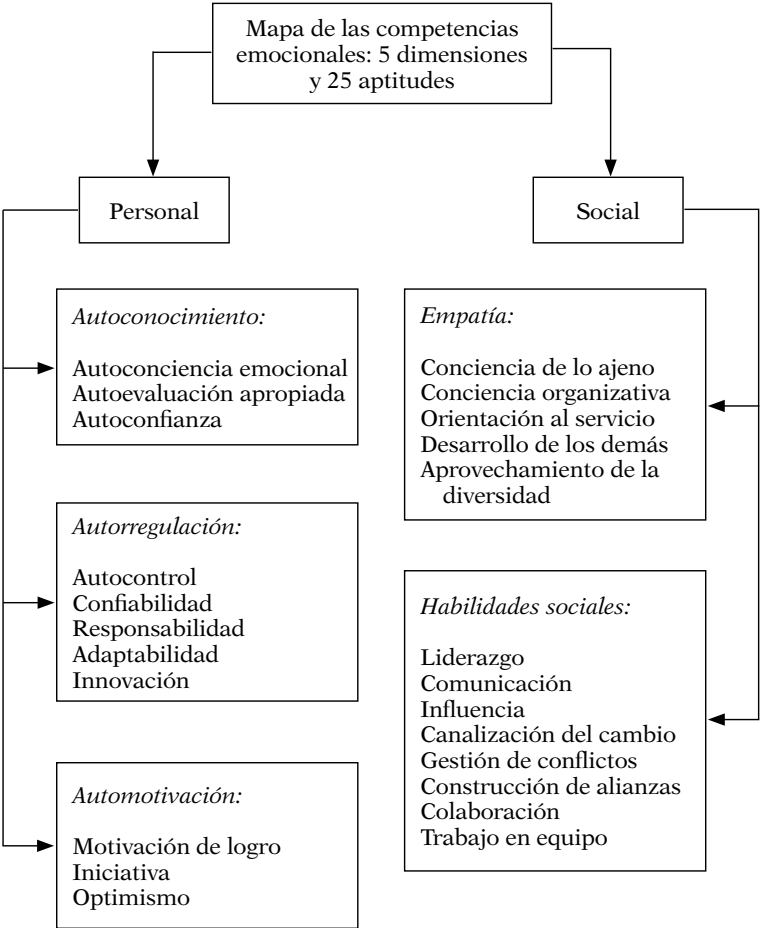 Mapa de las competencias
emocionales: 5 dimensiones
y 25 aptitudes
Personal
Social
Autoconocimiento:
Autoconciencia emocional
Autoevaluación apropiada
Autoconfianza
Autorregulación:
Autocontrol
Confiabilidad
Responsabilidad
Adaptabilidad
Innovación
Automotivación:
Motivación de logro
Iniciativa
Optimismo
Empatía:
Conciencia de lo ajeno
Conciencia organizativa
Orientación al servicio
Desarrollo de los demás
Aprovechamiento de la
diversidad
Habilidades sociales:
Liderazgo
Comunicación
Influencia
Canalización del cambio
Gestión de conflictos
Construcción de alianzas
Colaboración
Trabajo en equipo